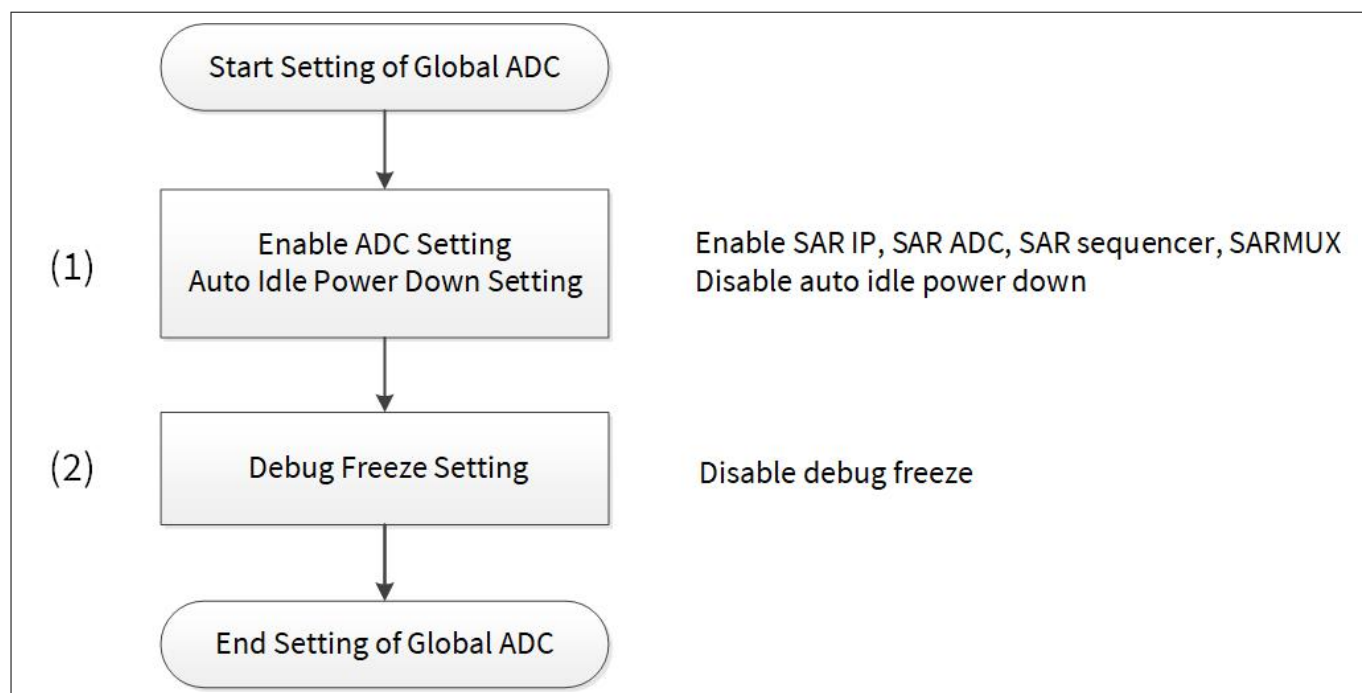 Start Setting of Global ADC
(1)
Enable ADC Setting
Auto Idle Power Down Setting
Enable SAR IP, SAR ADC, SAR sequencer, SARMUX
Disable auto idle power down
(2)
Debug Freeze Setting
Disable debug freeze
End Setting of Global ADC